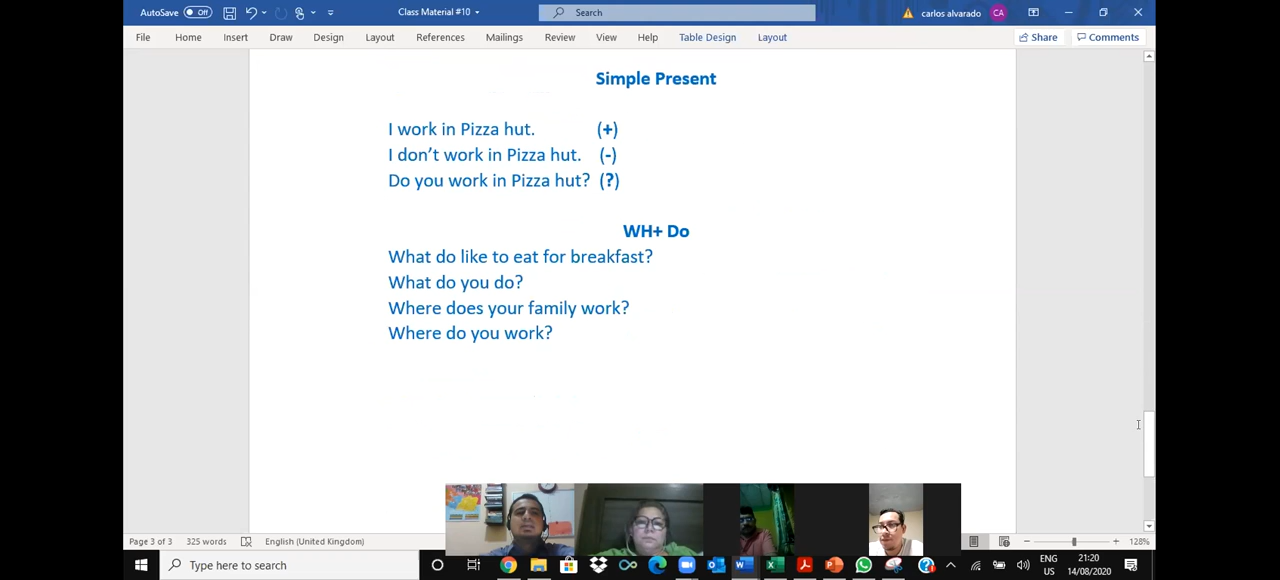 AutoSave Off Class Material #10 Search carlos alvarado CA
File Home Insert Draw Design Layout References Mailings Review View Help Table Design Layout Share Comments
Simple Present
I work in Pizza hut. (+)
I don’t work in Pizza hut. (-)
Do you work in Pizza hut? (?)
WH+ Do
What do like to eat for breakfast?
What do you do?
Where does your family work?
Where do you work?
Page 3 of 3 325 words English (United Kingdom) 128%
Type here to search ENG 21:20
US 14/08/2020